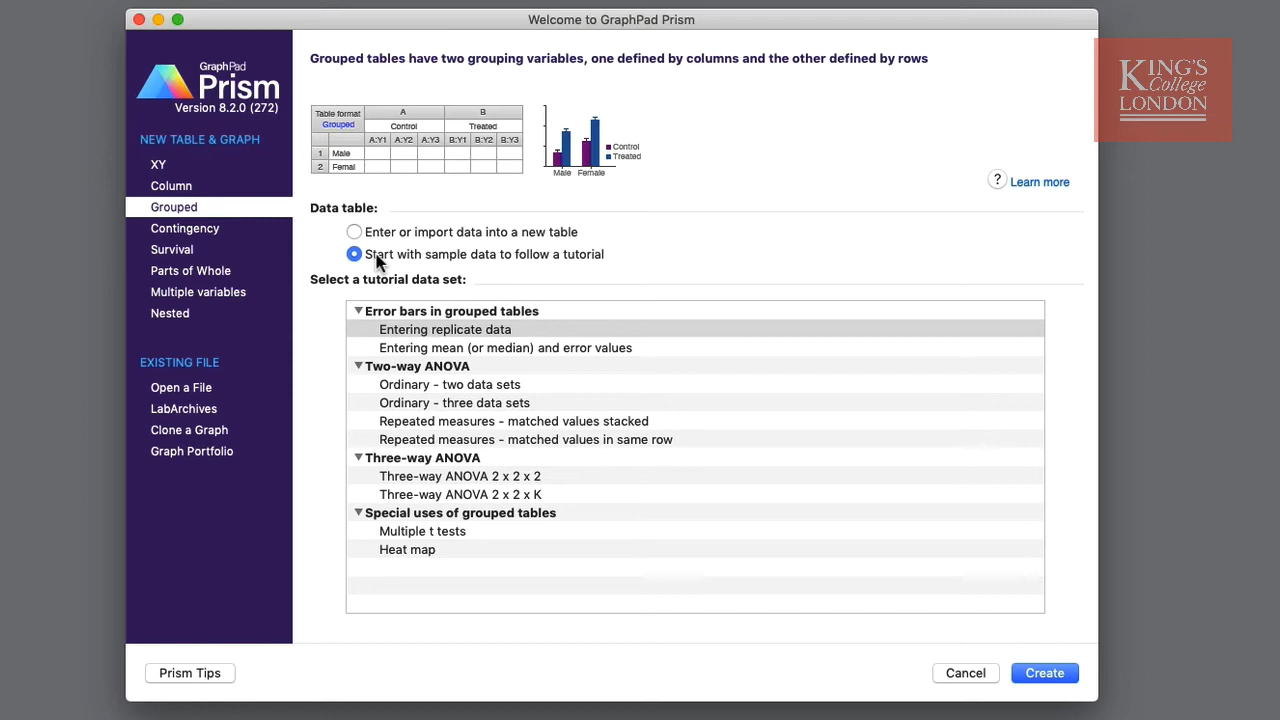 Welcome to GraphPad Prism
GraphPad
Prism
Version 8.2.0 (272)
NEW TABLE & GRAPH
XY
Column
Grouped
Contingency
Survival
Parts of Whole
Multiple variables
Nested
EXISTING FILE
Open a File
LabArchives
Clone a Graph
Graph Portfolio
Grouped tables have two grouping variables, one defined by columns and the other defined by rows
Table format A B
Grouped Control Treated
A:Y1 A:Y2 A:Y3 B:Y1 B:Y2 B:Y3
1 Male
2 Femal
Control
Treated
Male Female
? Learn more
Data table:
Enter or import data into a new table
Start with sample data to follow a tutorial
Select a tutorial data set:
Error bars in grouped tables
Entering replicate data
Entering mean (or median) and error values
Two-way ANOVA
Ordinary - two data sets
Ordinary - three data sets
Repeated measures - matched values stacked
Repeated measures - matched values in same row
Three-way ANOVA
Three-way ANOVA 2 x 2 x 2
Three-way ANOVA 2 x 2 x K
Special uses of grouped tables
Multiple t tests
Heat map
Prism Tips
Cancel
Create
KING'S
College
LONDON